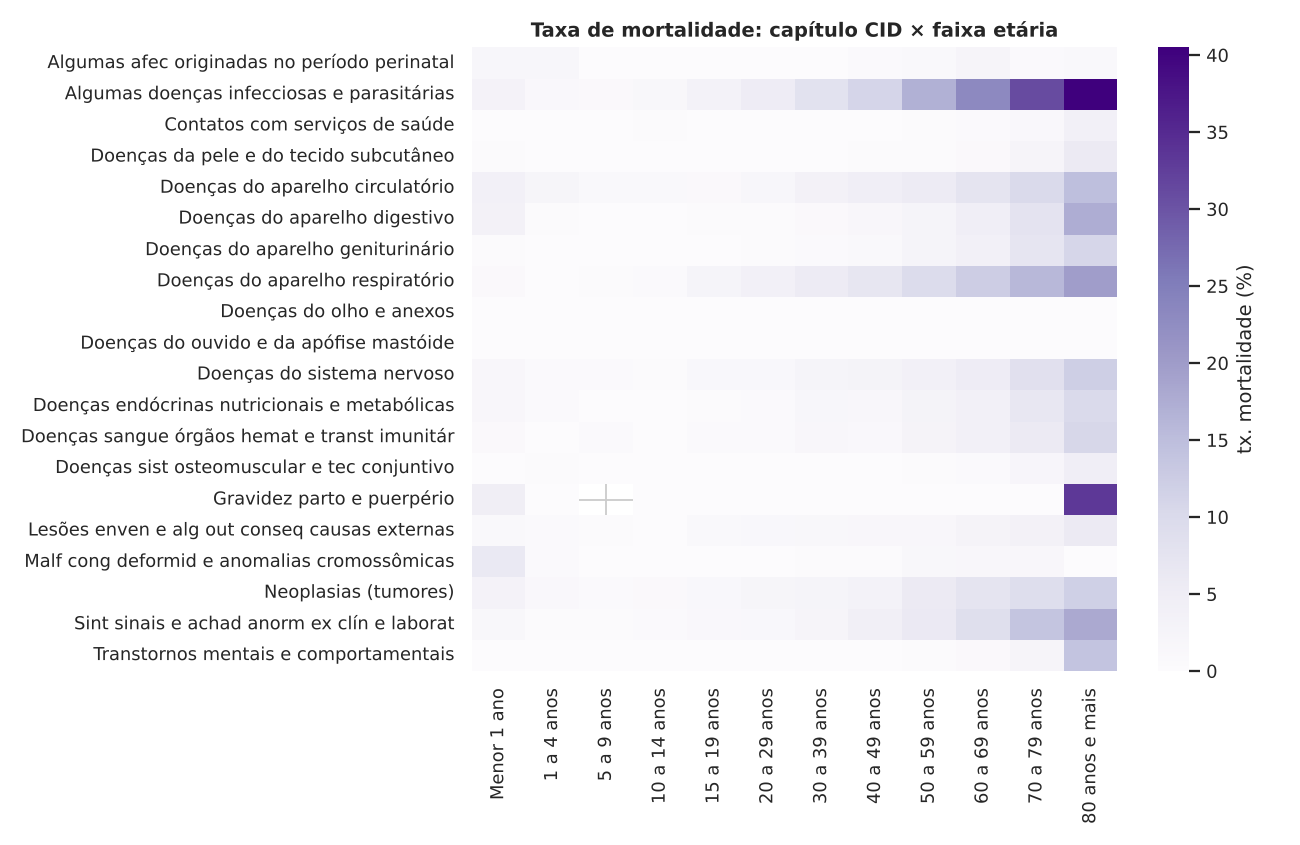 Taxa de mortalidade: capítulo CID × faixa etária
Algumas afec originadas no período perinatal
Algumas doenças infecciosas e parasitárias
Contatos com serviços de saúde
Doenças da pele e do tecido subcutâneo
Doenças do aparelho circulatório
Doenças do aparelho digestivo
Doenças do aparelho geniturinário
Doenças do aparelho respiratório
Doenças do olho e anexos
Doenças do ouvido e da apófise mastóide
Doenças do sistema nervoso
Doenças endócrinas nutricionais e metabólicas
Doenças sangue órgãos hemat e transt imunitár
Doenças sist osteomuscular e tec conjuntivo
Gravidez parto e puerpério
Lesões enven e alg out conseq causas externas
Malf cong deformid e anomalias cromossômicas
Neoplasias (tumores)
Sint sinais e achad anorm ex clín e laborat
Transtornos mentais e comportamentais
Menor 1 ano
1 a 4 anos
5 a 9 anos
10 a 14 anos
15 a 19 anos
20 a 29 anos
30 a 39 anos
40 a 49 anos
50 a 59 anos
60 a 69 anos
70 a 79 anos
80 anos e mais
40
35
30
25
20
15
10
5
0
tx. mortalidade (%)